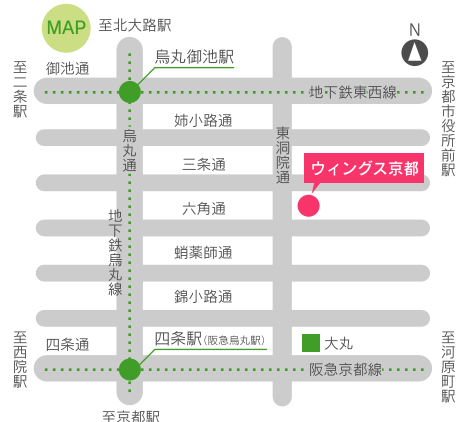 MAP
至北大路駅
N
至二条駅
御池通
烏丸御池駅
地下鉄東西線
至京都市役所前駅
姉小路通
烏丸通
東洞院通
三条通
ウィングス京都
六角通
地下鉄烏丸線
蛸薬師通
錦小路通
至西院駅
四条通
四条駅(阪急烏丸駅)
大丸
阪急京都線
至河原町駅
至京都駅